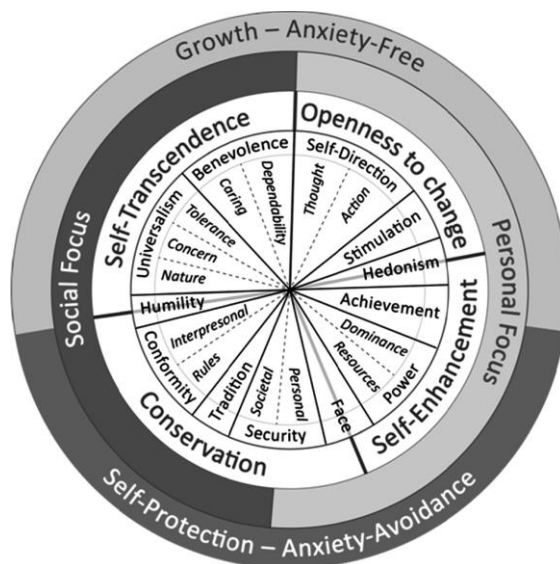 Growth – Anxiety-Free
Social Focus
Personal Focus
Self-Protection – Anxiety-Avoidance
Self-Transcendence
Openness to change
Self-Enhancement
Conservation
Benevolence
Caring
Dependability
Self-Direction
Thought
Action
Stimulation
Hedonism
Achievement
Dominance
Resources
Power
Face
Security
Personal
Societal
Tradition
Conformity
Rules
Interpresonal
Humility
Universalism
Nature
Concern
Tolerance